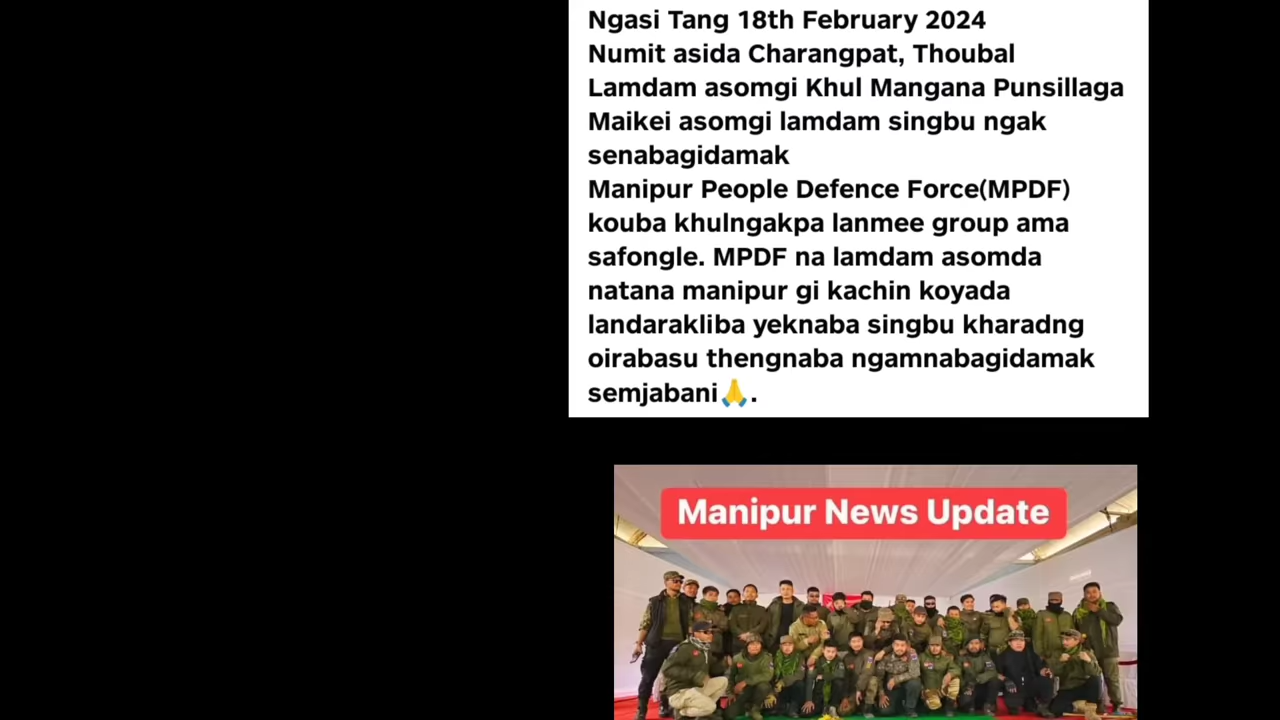 Ngasi Tang 18th February 2024
Numit asida Charangpat, Thoubal
Lamdam asomgi Khul Mangana Punsillaga
Maikei asomgi lamdam singbu ngak
senabagidamak
Manipur People Defence Force(MPDF)
kouba khulngakpa lanmee group ama
safongle. MPDF na lamdam asomda
natana manipur gi kachin koyada
landarakliba yeknaba singbu kharadng
oirabasu thengnaba ngamnabagidamak
semjabani🙏.
Manipur News Update